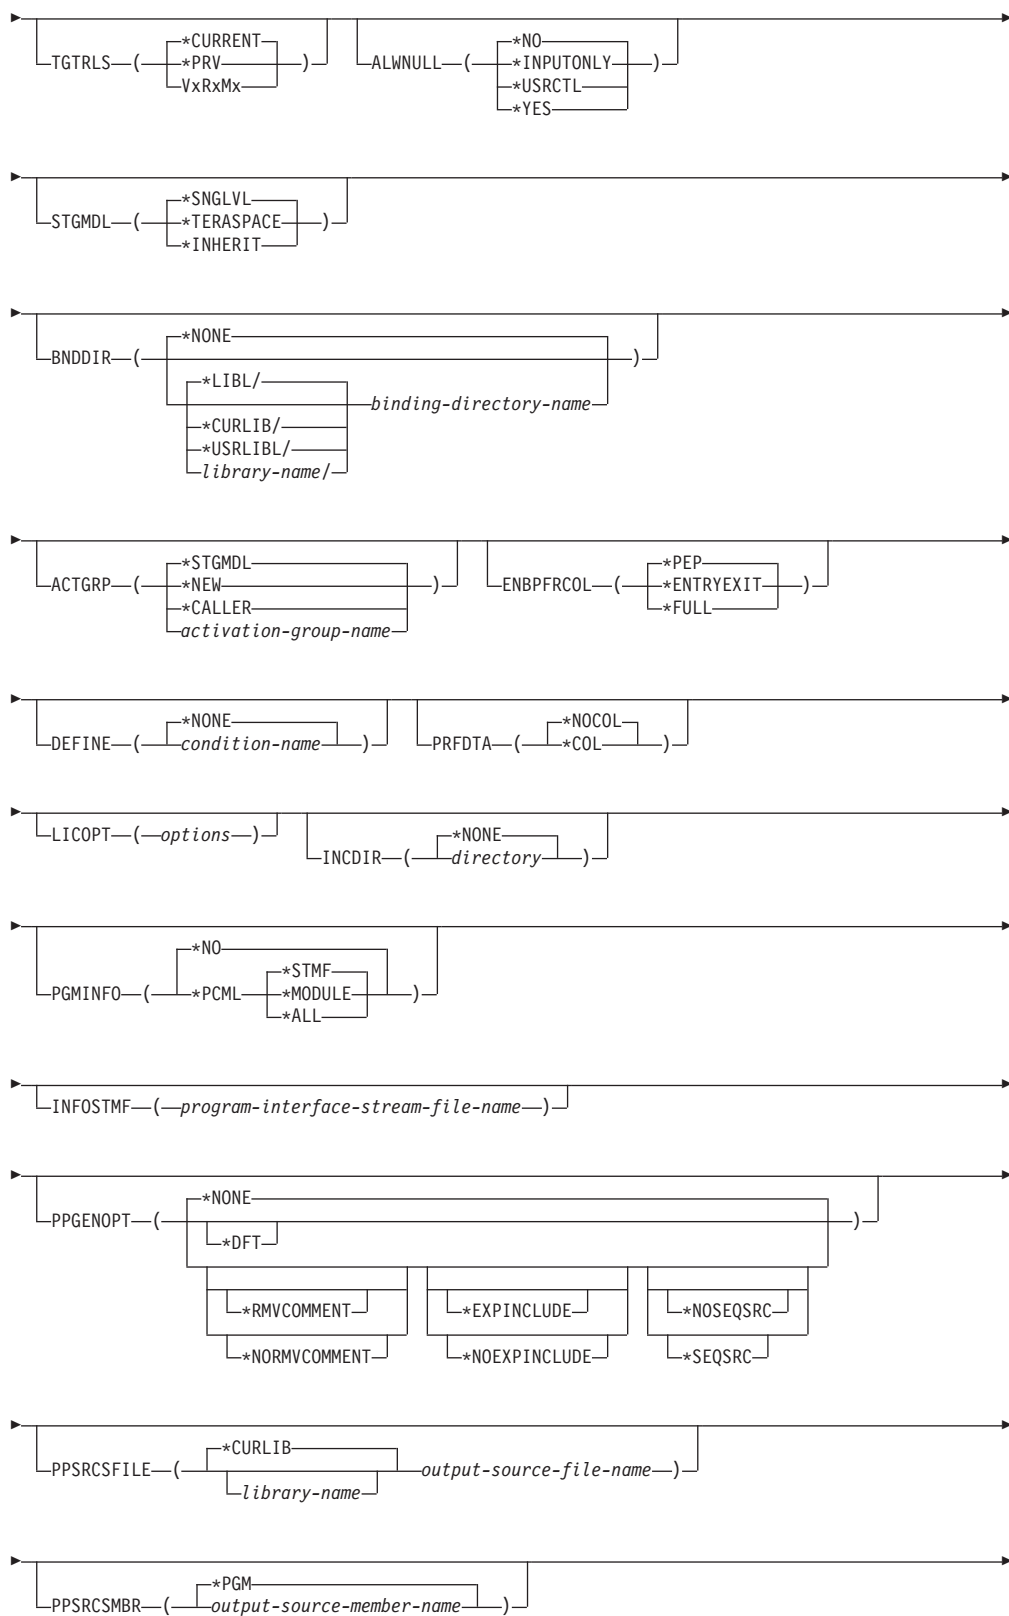 *CURRENT *NO
TGTRLS ( *PRV ) ALWNULL ( *INPUTONLY )
VxRxMx *USRCTL
*YES
*SNGLVL
STGMDL ( *TERASPACE )
*INHERIT
*NONE
BNDDIR ( )
*LIBL/
binding-directory-name
*CURLIB/
*USRLIBL/
library-name/
*STGMDL *PEP
ACTGRP ( *NEW ) ENBPFRCOL ( *ENTRYEXIT )
*CALLER *FULL
activation-group-name
*NONE *NOCOL
DEFINE ( condition-name ) PRFDTA ( *COL )
LICOPT ( options ) *NONE
INCDIR ( directory )
*NO
*STMF
PGMINFO ( *PCML *MODULE )
*ALL
INFOSTMF ( program-interface-stream-file-name )
*NONE
PPGENOPT ( )
*DFT
*RMVCOMMENT *EXPINCLUDE *NOSEQSRC
*NORMVCOMMENT *NOEXPINCLUDE *SEQSRC
*CURLIB
PPSRCSFILE ( output-source-file-name )
library-name
*PGM
PPSRCSMBR ( output-source-member-name )